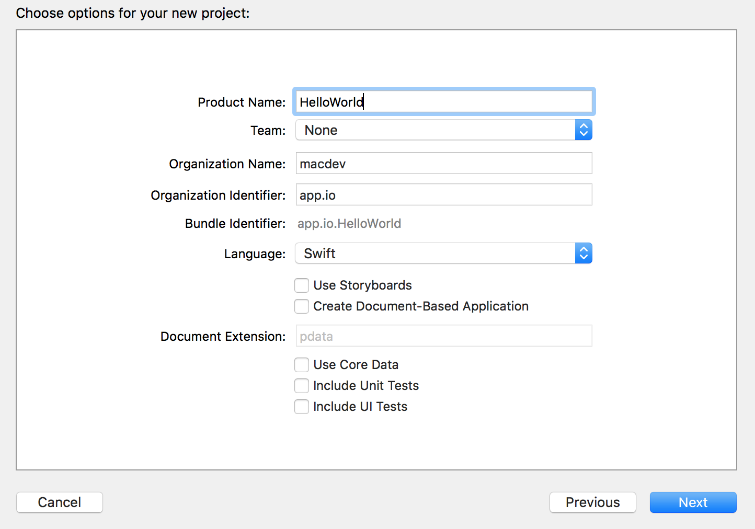 Choose options for your new project:
Product Name: HelloWorld
Team: None
Organization Name: macdev
Organization Identifier: app.io
Bundle Identifier: app.io.HelloWorld
Language: Swift
Use Storyboards
Create Document-Based Application
Document Extension: pdata
Use Core Data
Include Unit Tests
Include UI Tests
Cancel Previous Next